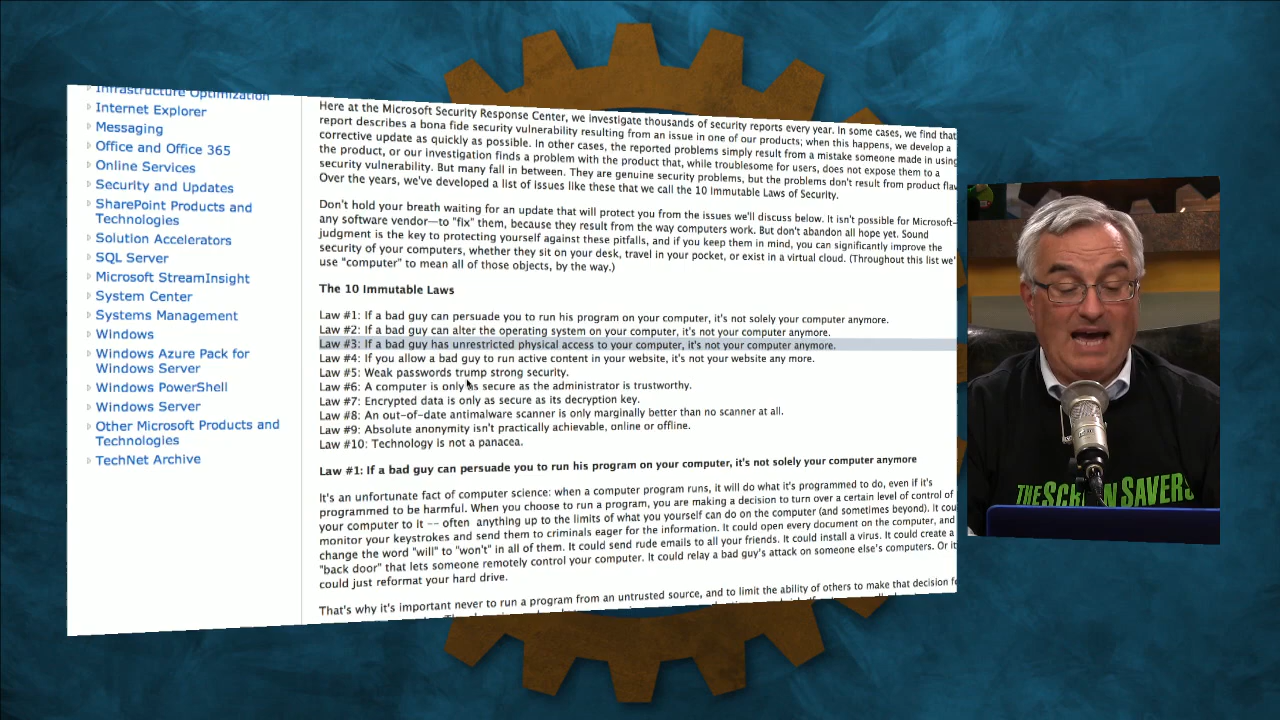 Infrastructure Optimization
Internet Explorer
Messaging
Office and Office 365
Online Services
Security and Updates
SharePoint Products and
Technologies
Solution Accelerators
SQL Server
Microsoft StreamInsight
System Center
Systems Management
Windows
Windows Azure Pack for
Windows Server
Windows PowerShell
Windows Server
Other Microsoft Products and
Technologies
TechNet Archive
Here at the Microsoft Security Response Center, we investigate thousands of security reports every year. In some cases, we find that
report describes a bona fide security vulnerability resulting from an issue in one of our products; when this happens, we develop a
corrective update as quickly as possible. In other cases, the reported problems simply result from a mistake someone made in using
the product, or our investigation finds a problem with the product that, while troublesome for users, does not expose them to a
security vulnerability. But many fall in between. They are genuine security problems, but the problems don't result from product flaw
Over the years, we've developed a list of issues like these that we call the 10 Immutable Laws of Security.
Don't hold your breath waiting for an update that will protect you from the issues we'll discuss below. It isn't possible for Microsoft—
any software vendor—to "fix" them, because they result from the way computers work. But don't abandon all hope yet. Sound
judgment is the key to protecting yourself against these pitfalls, and if you keep them in mind, you can significantly improve the
security of your computers, whether they sit on your desk, travel in your pocket, or exist in a virtual cloud. (Throughout this list we'
use "computer" to mean all of those objects, by the way.)
The 10 Immutable Laws
Law #1: If a bad guy can persuade you to run his program on your computer, it's not solely your computer anymore.
Law #2: If a bad guy can alter the operating system on your computer, it's not your computer anymore.
Law #3: If a bad guy has unrestricted physical access to your computer, it's not your computer anymore.
Law #4: If you allow a bad guy to run active content in your website, it's not your website any more.
Law #5: Weak passwords trump strong security.
Law #6: A computer is only as secure as the administrator is trustworthy.
Law #7: Encrypted data is only as secure as its decryption key.
Law #8: An out-of-date antimalware scanner is only marginally better than no scanner at all.
Law #9: Absolute anonymity isn't practically achievable, online or offline.
Law #10: Technology is not a panacea.
Law #1: If a bad guy can persuade you to run his program on your computer, it's not solely your computer anymore
It's an unfortunate fact of computer science: when a computer program runs, it will do what it's programmed to do, even if it's
programmed to be harmful. When you choose to run a program, you are making a decision to turn over a certain level of control of
your computer to it -- often anything up to the limits of what you yourself can do on the computer (and sometimes beyond). It cou
monitor your keystrokes and send them to criminals eager for the information. It could open every document on the computer, and
change the word "will" to "won't" in all of them. It could send rude emails to all your friends. It could install a virus. It could create a
"back door" that lets someone remotely control your computer. It could relay a bad guy's attack on someone else's computers. Or it
could just reformat your hard drive.
That's why it's important never to run a program from an untrusted source, and to limit the ability of others to make that decision fo
THE SCREEN SAVERS